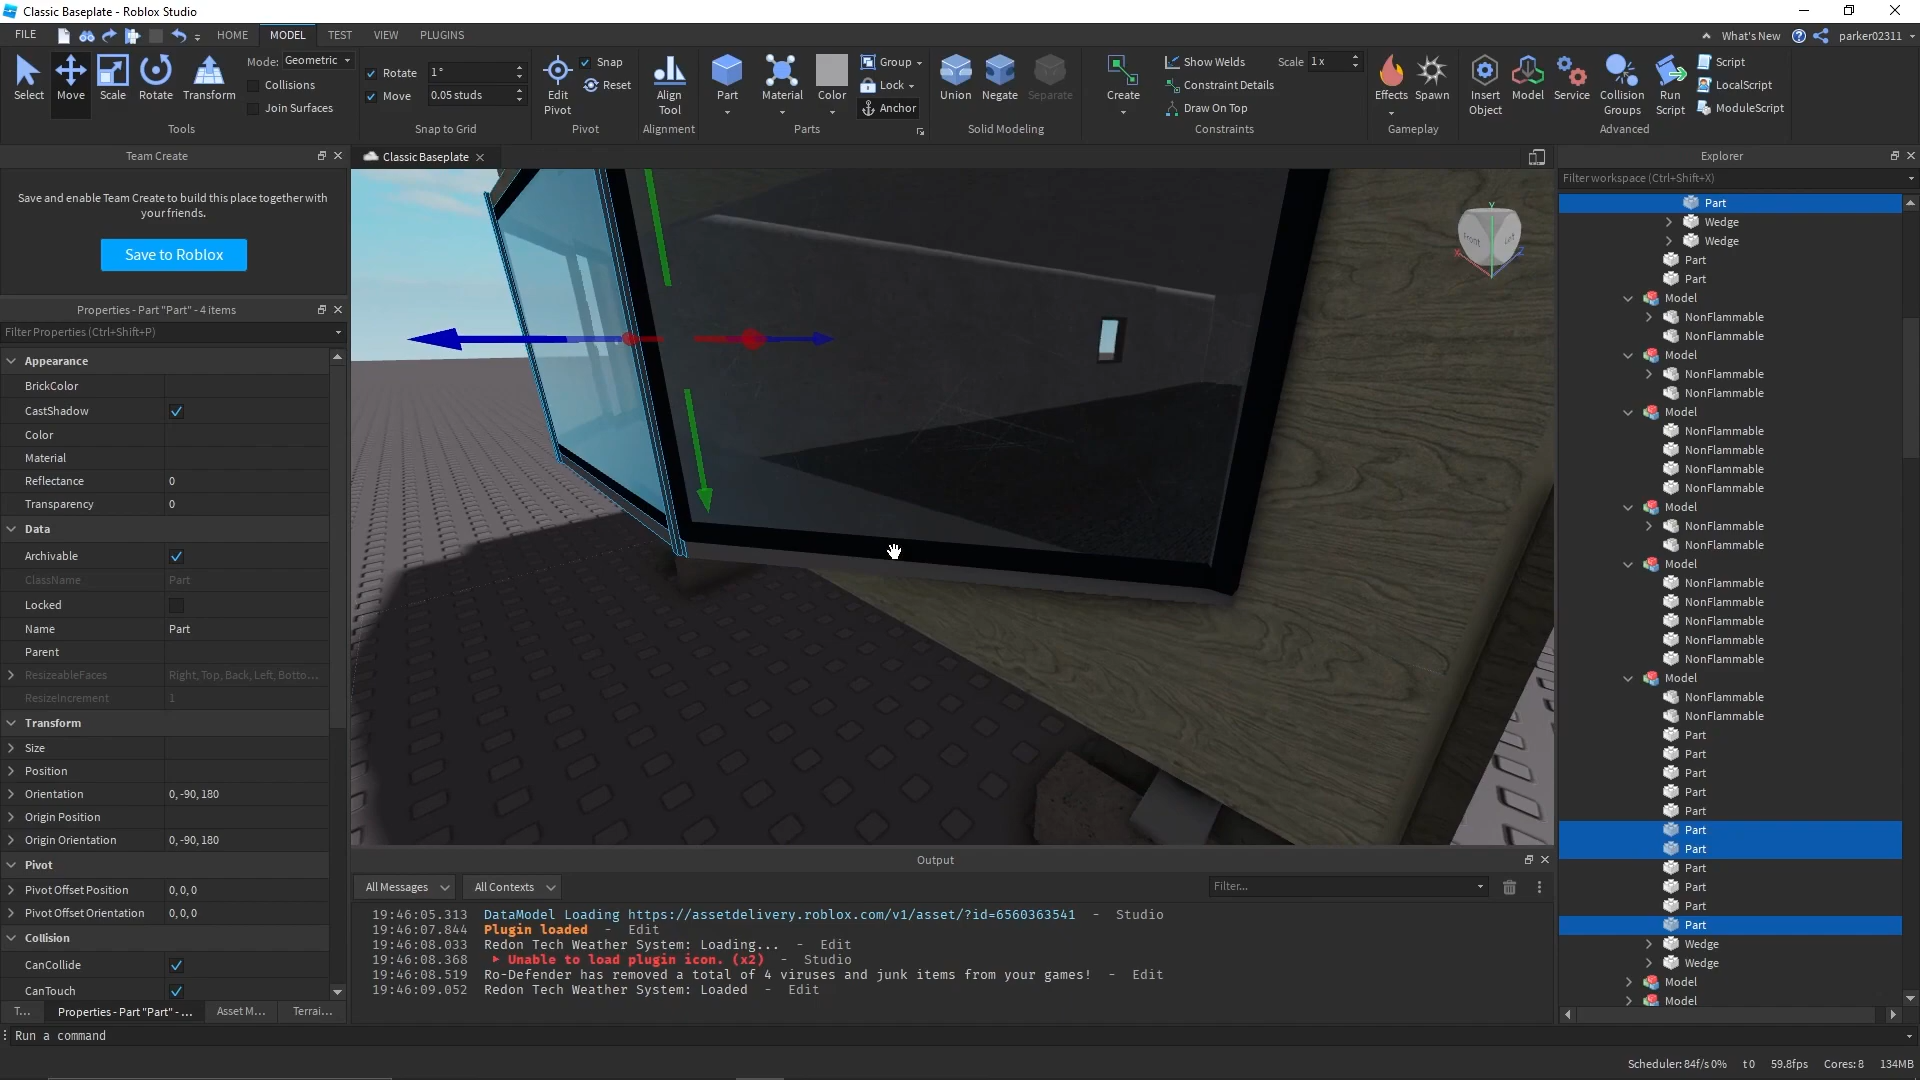 Classic Baseplate - Roblox Studio
FILE HOME MODEL TEST VIEW PLUGINS What's New parker02311
Select Move Scale Rotate Transform
Mode: Geometric
Collisions
Join Surfaces
Tools
Rotate 1°
Move 0.05 studs
Snap to Grid
Edit Pivot
Snap
Reset
Pivot
Align Tool
Alignment
Part Material Color
Group
Lock
Anchor
Parts
Union Negate Separate
Solid Modeling
Create
Show Welds
Constraint Details
Draw On Top
Scale 1x
Constraints
Effects Spawn
Gameplay
Insert Object
Model
Service
Collision Groups
Run Script
Script
LocalScript
ModuleScript
Advanced
Team Create
Save and enable Team Create to build this place together with
your friends.
Save to Roblox
Properties - Part "Part" - 4 items
Filter Properties (Ctrl+Shift+P)
Appearance
BrickColor
CastShadow
Color
Material
Reflectance 0
Transparency 0
Data
Archivable
ClassName Part
Locked
Name Part
Parent
ResizeableFaces Right, Top, Back, Left, Botto...
ResizeIncrement 1
Transform
Size
Position
Orientation 0, -90, 180
Origin Position
Origin Orientation 0, -90, 180
Pivot
Pivot Offset Position 0, 0, 0
Pivot Offset Orientation 0, 0, 0
Collision
CanCollide
CanTouch
T... Properties - Part "Part" - ... Asset M... Terrai...
Classic Baseplate
Y
Front
X
Z
Output
All Messages All Contexts Filter...
19:46:05.313 DataModel Loading https://assetdelivery.roblox.com/v1/asset/?id=6560363541 - Studio
19:46:07.844 Plugin loaded - Edit
19:46:08.033 Redon Tech Weather System: Loading... - Edit
19:46:08.368 Unable to load plugin icon. (x2) - Studio
19:46:08.519 Ro-Defender has removed a total of 4 viruses and junk items from your games! - Edit
19:46:09.052 Redon Tech Weather System: Loaded - Edit
Explorer
Filter workspace (Ctrl+Shift+X)
Part
Wedge
Wedge
Part
Part
Model
NonFlammable
NonFlammable
Model
NonFlammable
NonFlammable
Model
NonFlammable
NonFlammable
NonFlammable
NonFlammable
Model
NonFlammable
NonFlammable
Model
NonFlammable
NonFlammable
NonFlammable
NonFlammable
NonFlammable
Model
NonFlammable
NonFlammable
Part
Part
Part
Part
Part
Part
Part
Part
Part
Part
Part
Wedge
Wedge
Model
Model
Run a command
Scheduler: 84f/s 0% t 0 59.8fps Cores: 8 134MB